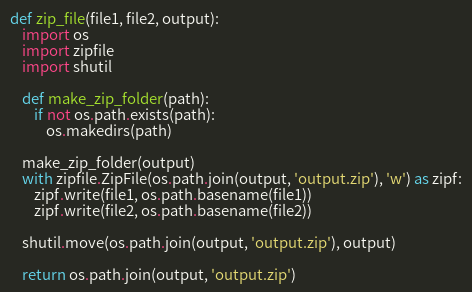 def zip_file(file1, file2, output):
    import os
    import zipfile
    import shutil

    def make_zip_folder(path):
        if not os.path.exists(path):
            os.makedirs(path)

    make_zip_folder(output)
    with zipfile.ZipFile(os.path.join(output, 'output.zip'), 'w') as zipf:
        zipf.write(file1, os.path.basename(file1))
        zipf.write(file2, os.path.basename(file2))

    shutil.move(os.path.join(output, 'output.zip'), output)

    return os.path.join(output, 'output.zip')